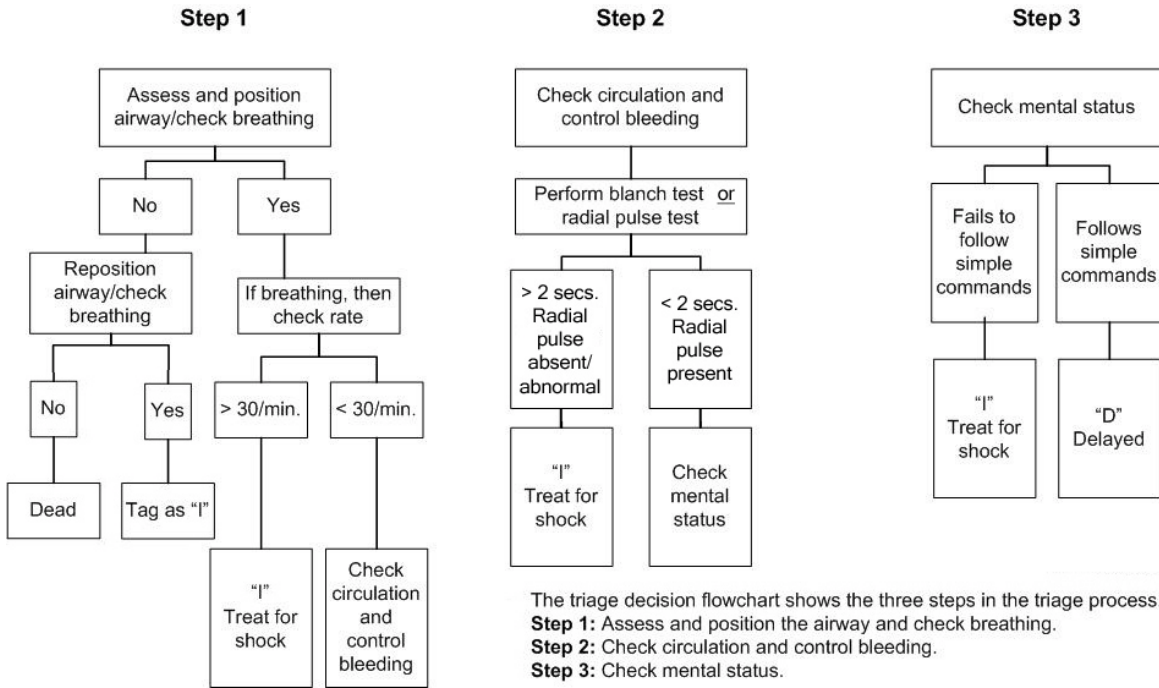 Step 1
Assess and position
airway/check breathing
No
Yes
Reposition
airway/check
breathing
If breathing, then
check rate
No
Yes
> 30/min.
< 30/min.
Dead
Tag as “I”
“I”
Treat for
shock
Check
circulation
and
control
bleeding
Step 2
Check circulation and
control bleeding
Perform blanch test or
radial pulse test
> 2 secs.
Radial
pulse
absent/
abnormal
< 2 secs.
Radial
pulse
present
“I”
Treat for
shock
Check
mental
status
Step 3
Check mental status
Fails to
follow
simple
commands
Follows
simple
commands
“I”
Treat for
shock
“D”
Delayed
The triage decision flowchart shows the three steps in the triage process
Step 1: Assess and position the airway and check breathing.
Step 2: Check circulation and control bleeding.
Step 3: Check mental status.